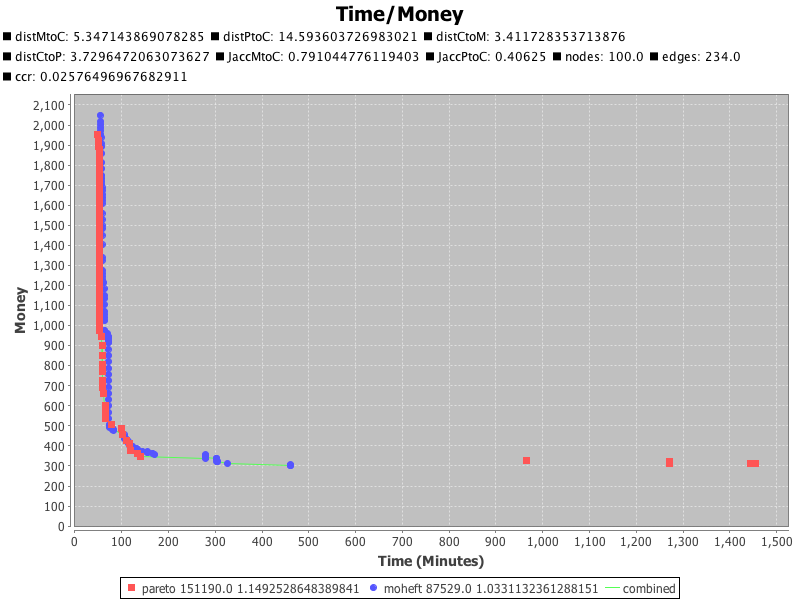 Time/Money
distMtoC: 5.347143869078285 distPtoC: 14.593603726983021 distCtoM: 3.411728353713876
distCtoP: 3.7296472063073627 JaccMtoC: 0.791044776119403 JaccPtoC: 0.40625 nodes: 100.0 edges: 234.0
ccr: 0.02576496967682911
2,100
2,000
1,900
1,800
1,700
1,600
1,500
1,400
1,300
1,200
1,100
1,000
900
800
700
600
500
400
300
200
100
0
Money
0 100 200 300 400 500 600 700 800 900 1,000 1,100 1,200 1,300 1,400 1,500
Time (Minutes)
pareto 151190.0 1.1492528648389841 moheft 87529.0 1.0331132361288151 combined